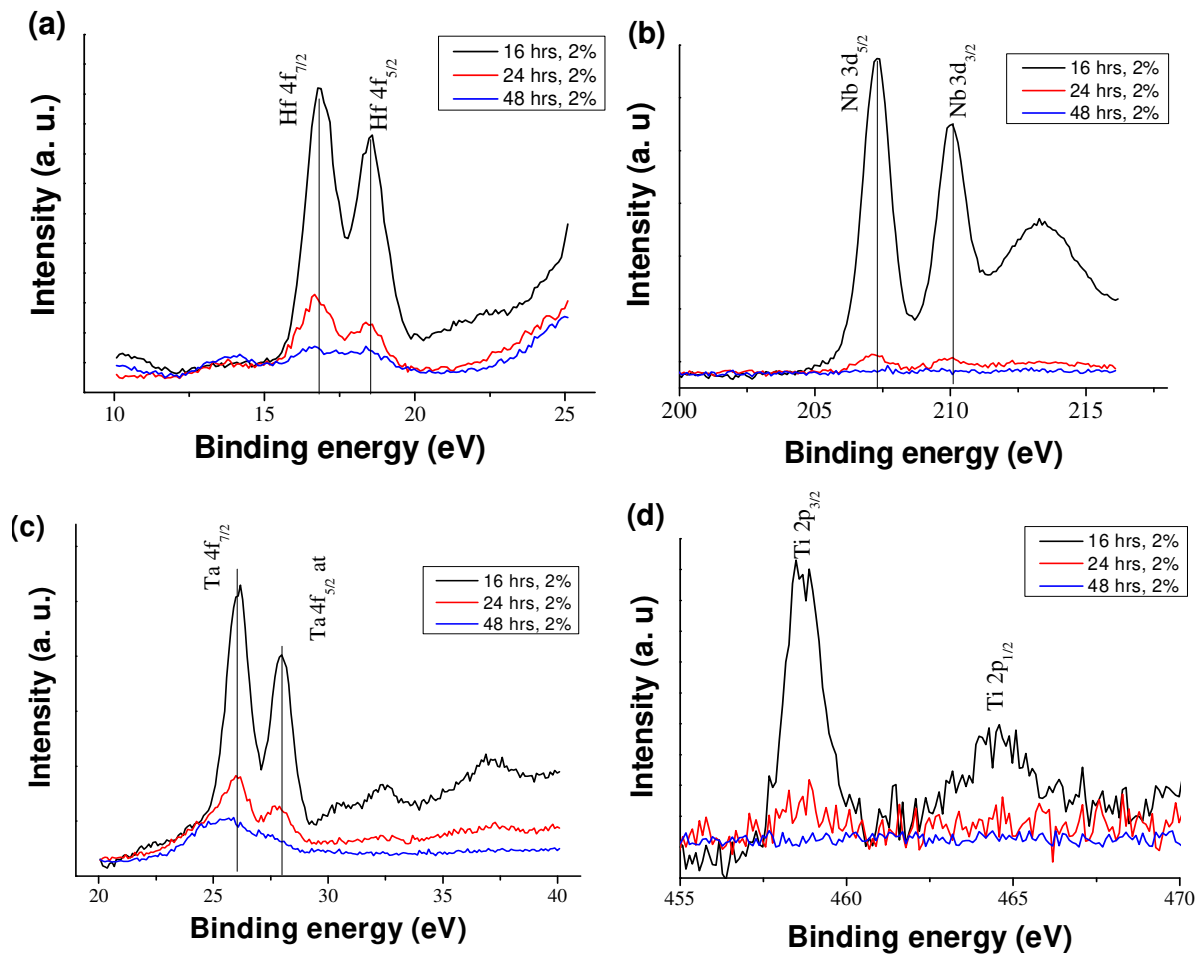 (a)
Hf 4f7/2
Hf 4f5/2
16 hrs, 2%
24 hrs, 2%
48 hrs, 2%
Intensity (a. u.)
10 15 20 25
Binding energy (eV)
(b)
Nb 3d5/2
Nb 3d3/2
16 hrs, 2%
24 hrs, 2%
48 hrs, 2%
Intensity (a. u)
200 205 210 215
Binding energy (eV)
(c)
Ta 4f7/2
Ta 4f5/2 at
16 hrs, 2%
24 hrs, 2%
48 hrs, 2%
Intensity (a. u.)
20 25 30 35 40
Binding energy (eV)
(d)
Ti 2p3/2
Ti 2p1/2
16 hrs, 2%
24 hrs, 2%
48 hrs, 2%
Intensity (a. u)
455 460 465 470
Binding energy (eV)